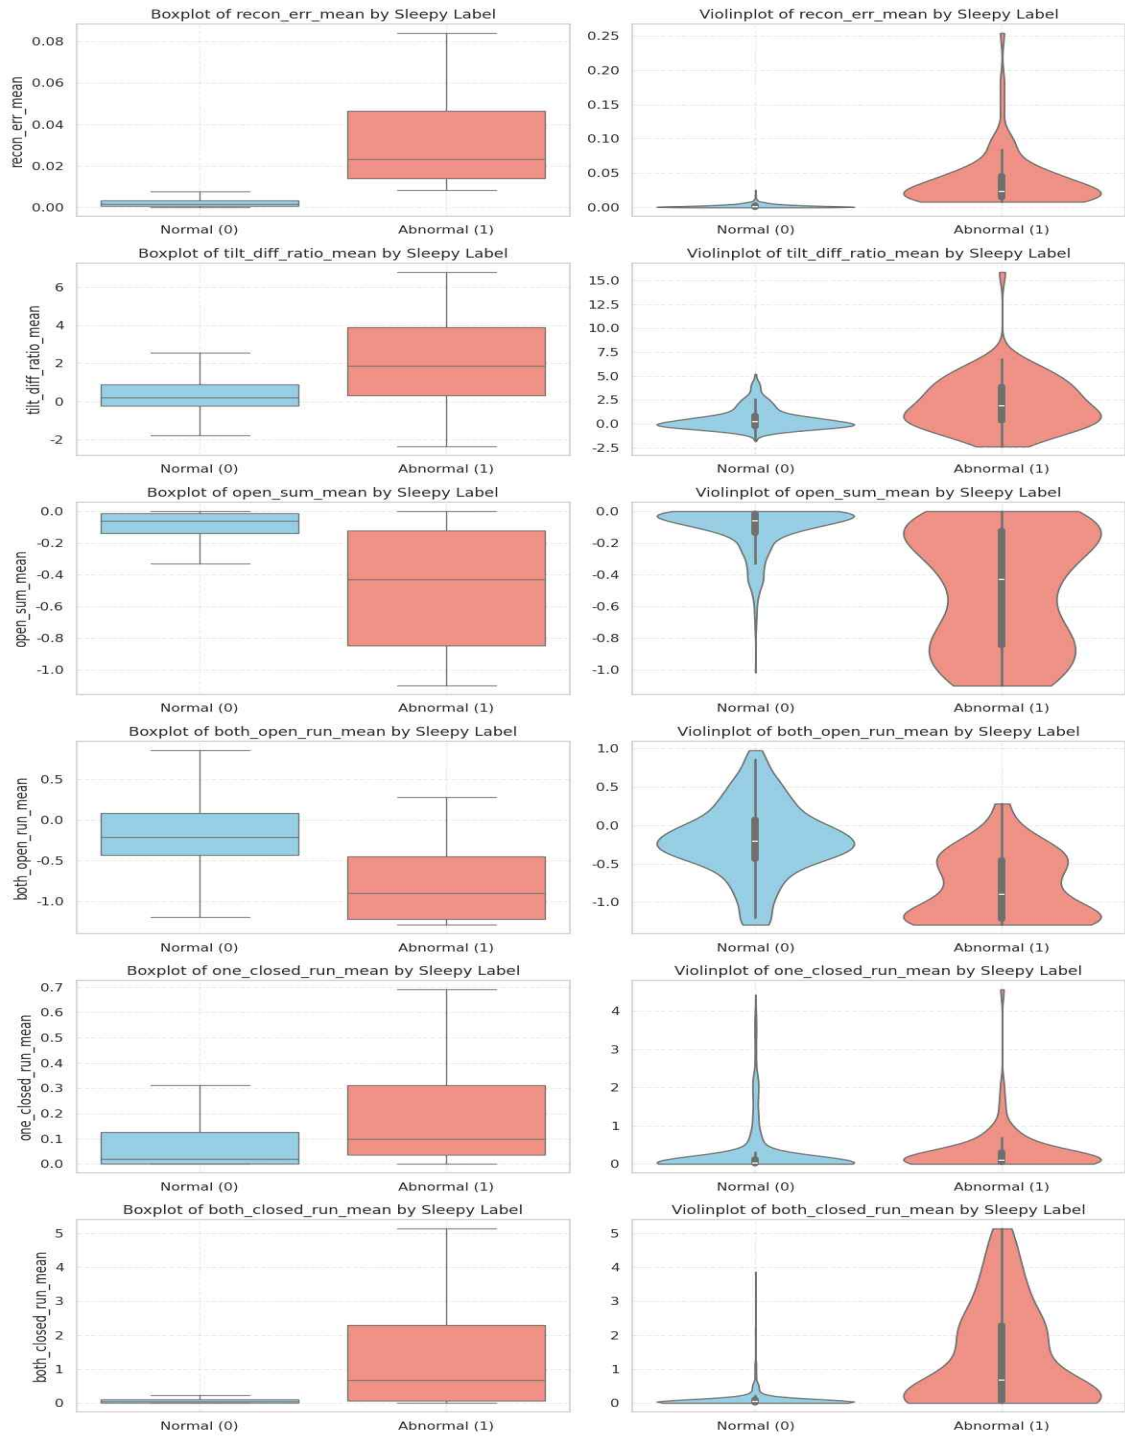 Boxplot of recon_err_mean by Sleepy Label
recon_err_mean
0.08
0.06
0.04
0.02
0.00
Normal (0) Abnormal (1)
Violinplot of recon_err_mean by Sleepy Label
0.25
0.20
0.15
0.10
0.05
0.00
Normal (0) Abnormal (1)
Boxplot of tilt_diff_ratio_mean by Sleepy Label
tilt_diff_ratio_mean
6
4
2
0
-2
Normal (0) Abnormal (1)
Violinplot of tilt_diff_ratio_mean by Sleepy Label
15.0
12.5
10.0
7.5
5.0
2.5
0.0
-2.5
Normal (0) Abnormal (1)
Boxplot of open_sum_mean by Sleepy Label
open_sum_mean
0.0
-0.2
-0.4
-0.6
-0.8
-1.0
Normal (0) Abnormal (1)
Violinplot of open_sum_mean by Sleepy Label
0.0
-0.2
-0.4
-0.6
-0.8
-1.0
Normal (0) Abnormal (1)
Boxplot of both_open_run_mean by Sleepy Label
both_open_run_mean
0.5
0.0
-0.5
-1.0
Normal (0) Abnormal (1)
Violinplot of both_open_run_mean by Sleepy Label
1.0
0.5
0.0
-0.5
-1.0
Normal (0) Abnormal (1)
Boxplot of one_closed_run_mean by Sleepy Label
one_closed_run_mean
0.7
0.6
0.5
0.4
0.3
0.2
0.1
0.0
Normal (0) Abnormal (1)
Violinplot of one_closed_run_mean by Sleepy Label
4
3
2
1
0
Normal (0) Abnormal (1)
Boxplot of both_closed_run_mean by Sleepy Label
both_closed_run_mean
5
4
3
2
1
0
Normal (0) Abnormal (1)
Violinplot of both_closed_run_mean by Sleepy Label
5
4
3
2
1
0
Normal (0) Abnormal (1)